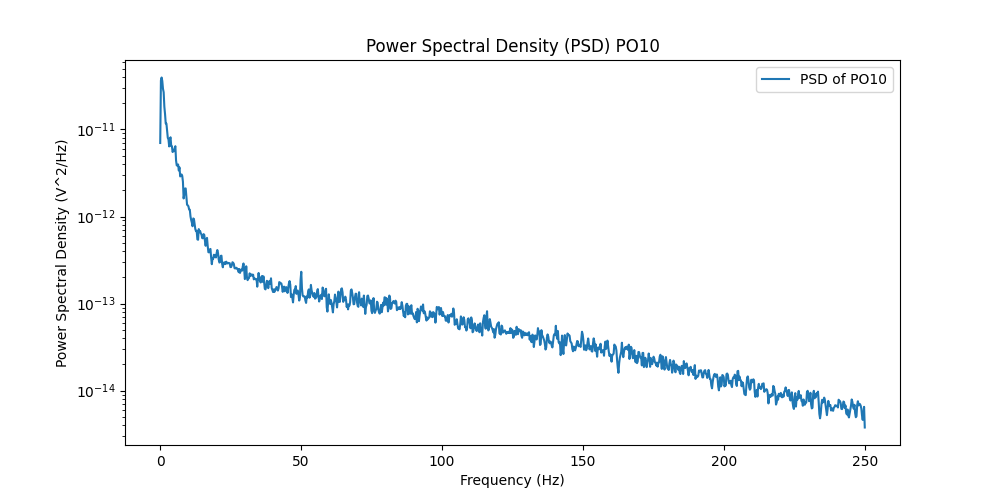 Power Spectral Density (PSD) PO10
PSD of PO10
Power Spectral Density (V^2/Hz)
10⁻¹¹
10⁻¹²
10⁻¹³
10⁻¹⁴
0 50 100 150 200 250
Frequency (Hz)